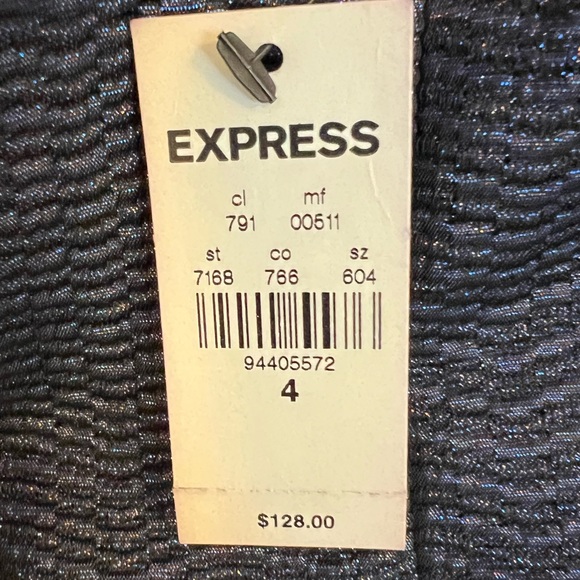 EXPRESS
cl mf
791 00511
st co sz
7168 766 604
94405572
4
$128.00